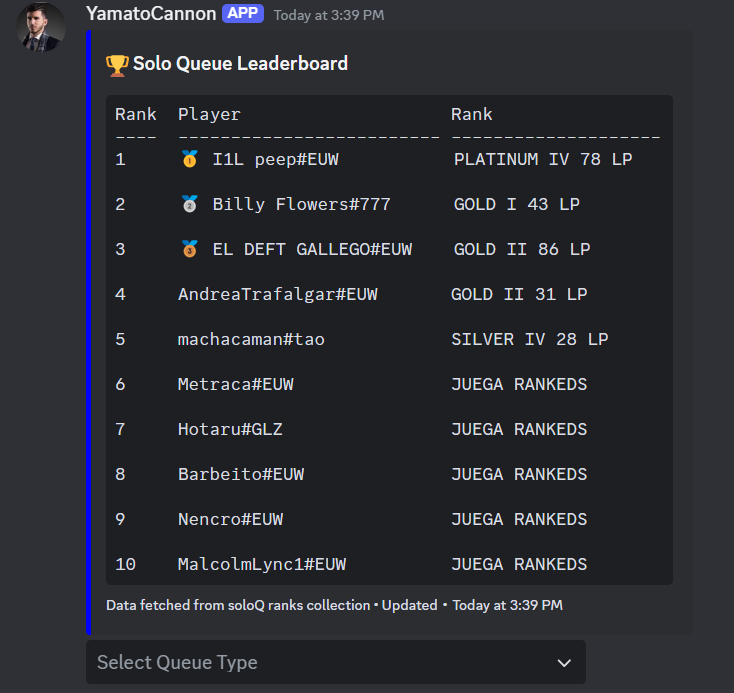 YamatoCannon APP Today at 3:39 PM
🏆 Solo Queue Leaderboard
Rank Player Rank
---- ------------------------- --------------------
1 🥇 I1L peep#EUW PLATINUM IV 78 LP
2 🥈 Billy Flowers#777 GOLD I 43 LP
3 🥉 EL DEFT GALLEGO#EUW GOLD II 86 LP
4 AndreaTrafalgar#EUW GOLD II 31 LP
5 machacaman#tao SILVER IV 28 LP
6 Metraca#EUW JUEGA RANKEDS
7 Hotaru#GLZ JUEGA RANKEDS
8 Barbeito#EUW JUEGA RANKEDS
9 Nencro#EUW JUEGA RANKEDS
10 MalcolmLync1#EUW JUEGA RANKEDS
Data fetched from soloQ ranks collection • Updated • Today at 3:39 PM
Select Queue Type